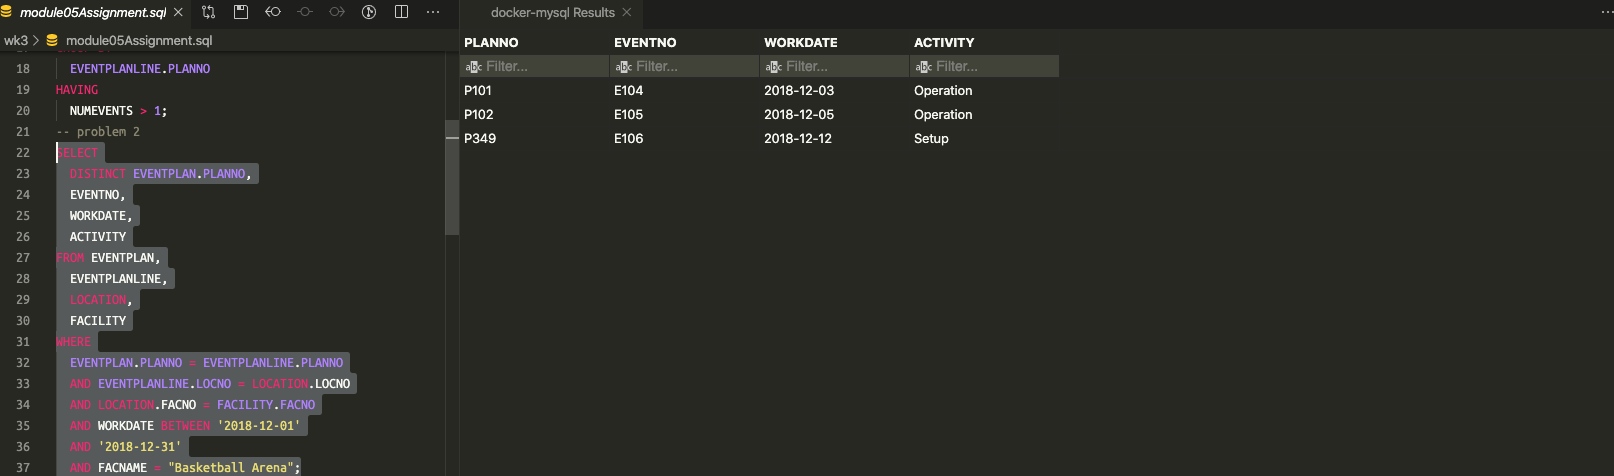 module05Assignment.sql
docker-mysql Results
wk3 > module05Assignment.sql
18 EVENTPLANLINE.PLANNO
19 HAVING
20 NUMEVENTS > 1;
21 -- problem 2
22 SELECT
23 DISTINCT EVENTPLAN.PLANNO,
24 EVENTNO,
25 WORKDATE,
26 ACTIVITY
27 FROM EVENTPLAN,
28 EVENTPLANLINE,
29 LOCATION,
30 FACILITY
31 WHERE
32 EVENTPLAN.PLANNO = EVENTPLANLINE.PLANNO
33 AND EVENTPLANLINE.LOCNO = LOCATION.LOCNO
34 AND LOCATION.FACNO = FACILITY.FACNO
35 AND WORKDATE BETWEEN '2018-12-01'
36 AND '2018-12-31'
37 AND FACNAME = "Basketball Arena";
PLANNO EVENTNO WORKDATE ACTIVITY
abc Filter... abc Filter... abc Filter... abc Filter...
P101 E104 2018-12-03 Operation
P102 E105 2018-12-05 Operation
P349 E106 2018-12-12 Setup